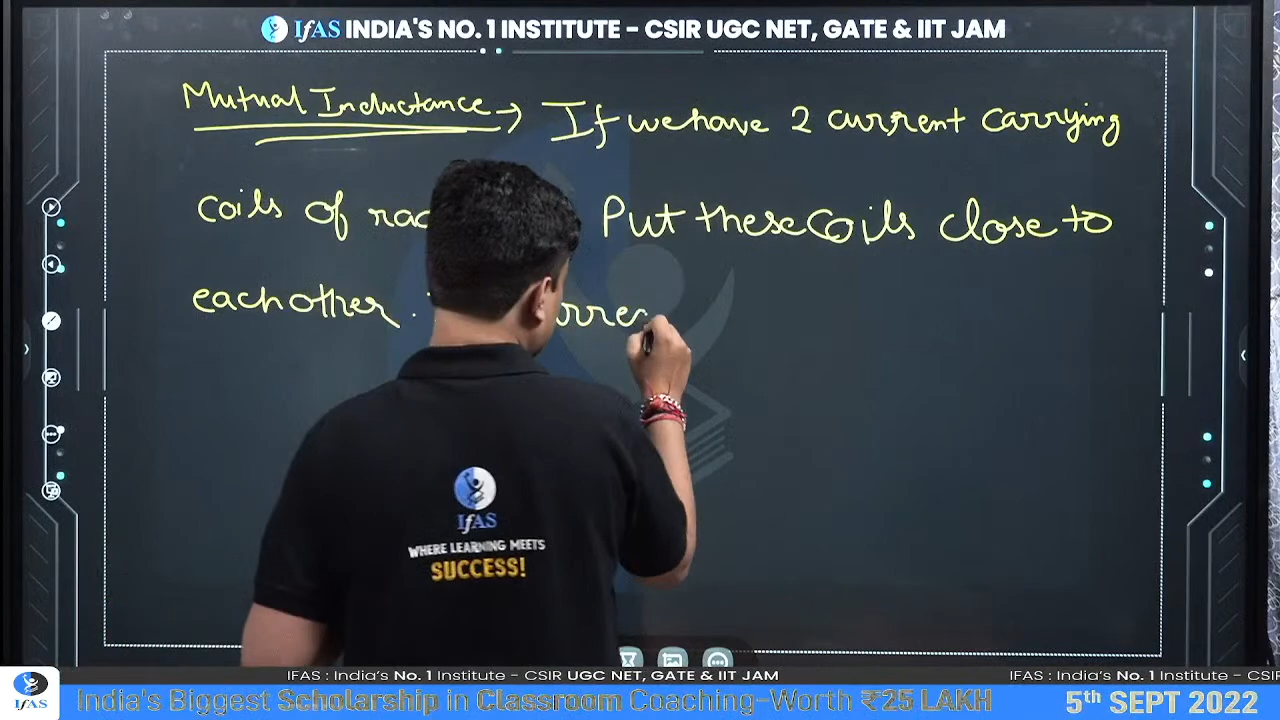 IfAS INDIA'S NO. 1 INSTITUTE - CSIR UGC NET, GATE & IIT JAM
Mutual Inductance → If we have 2 current carrying
coils of rad Put these coils close to
each other. urren
IfAS
WHERE LEARNING MEETS
SUCCESS!
IFAS : India's No. 1 Institute - CSIR UGC NET, GATE & IIT JAM IFAS : India's No. 1 Institute - CSIR
IFAS India's Biggest Scholarship in Classroom Coaching-Worth ₹25 LAKH 5th SEPT 2022